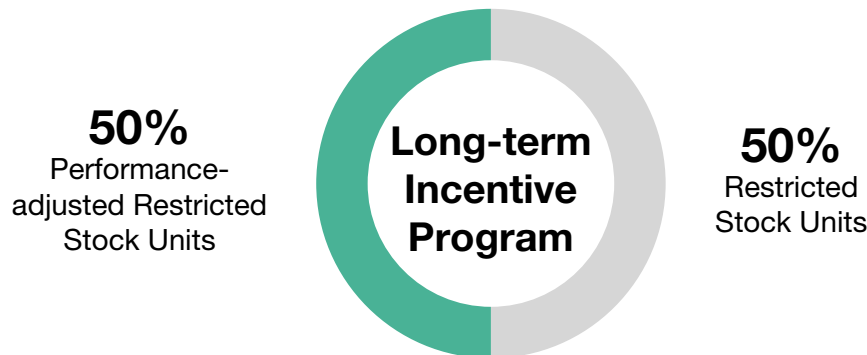 50%
Performance-
adjusted Restricted
Stock Units
Long-term
Incentive
Program
50%
Restricted
Stock Units